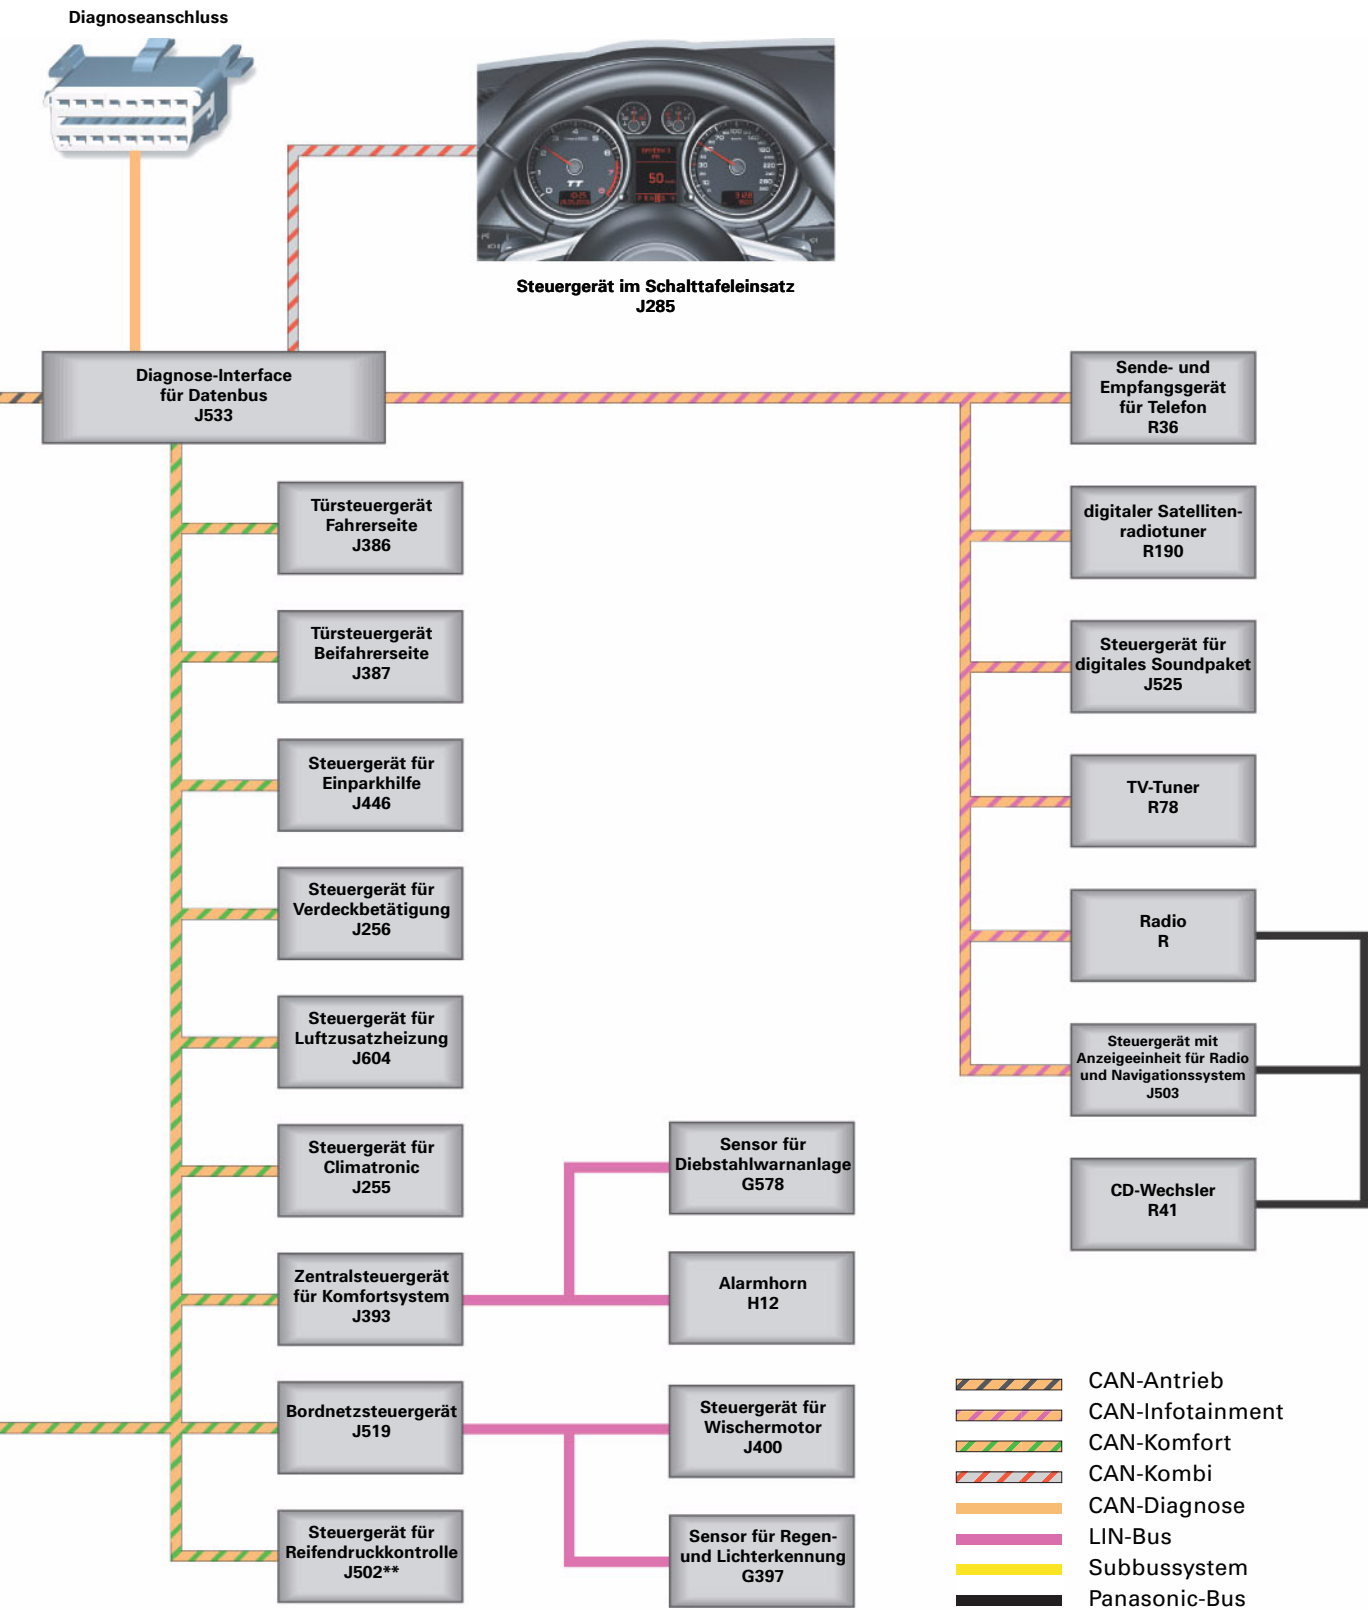 Diagnoseanschluss
Steuergerät im Schalttafeleinsatz
J285
Diagnose-Interface
für Datenbus
J533
Sende- und
Empfangsgerät
für Telefon
R36
Türsteuergerät
Fahrerseite
J386
digitaler Satelliten-
radiotuner
R190
Türsteuergerät
Beifahrerseite
J387
Steuergerät für
digitales Soundpaket
J525
Steuergerät für
Einparkhilfe
J446
TV-Tuner
R78
Steuergerät für
Verdeckbetätigung
J256
Radio
R
Steuergerät für
Luftzusatzheizung
J604
Steuergerät mit
Anzeigeeinheit für Radio
und Navigationssystem
J503
Steuergerät für
Climatronic
J255
Sensor für
Diebstahlwarnanlage
G578
CD-Wechsler
R41
Zentralsteuergerät
für Komfortsystem
J393
Alarmhorn
H12
Bordnetzsteuergerät
J519
Steuergerät für
Wischermotor
J400
Steuergerät für
Reifendruckkontrolle
J502**
Sensor für Regen-
und Lichterkennung
G397
CAN-Antrieb
CAN-Infotainment
CAN-Komfort
CAN-Kombi
CAN-Diagnose
LIN-Bus
Subbussystem
Panasonic-Bus
TT
50